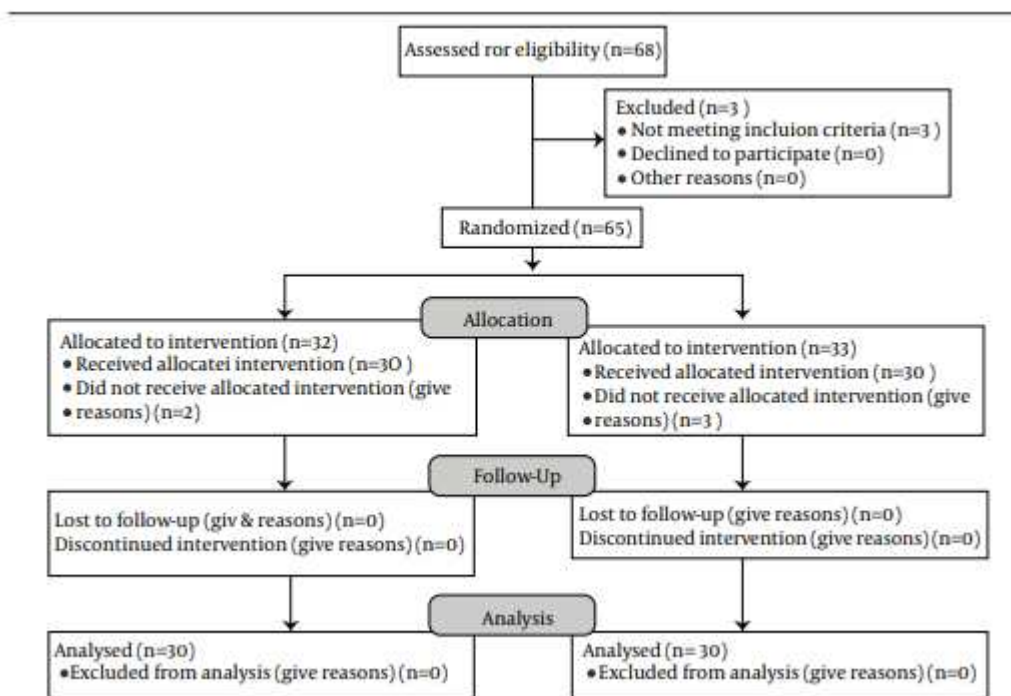 Assessed ror eligibility (n=68)
Excluded (n=3 )
● Not meeting incluion criteria (n=3 )
● Declined to participate (n=0)
● Other reasons (n=0)
Randomized (n=65)
Allocation
Allocated to intervention (n=32)
● Received allocatei intervention (n=3O )
● Did not receive allocated intervention (give
● reasons) (n=2)
Allocated to intervention (n=33)
● Received allocated intervention (n=30 )
● Did not receive allocated intervention (give
● reasons) (n=3 )
Follow-Up
Lost to follow-up (giv & reasons) (n=0)
Discontinued intervention (give reasons) (n=0)
Lost to follow-up (give reasons) (n=0)
Discontinued intervention (give reasons) (n=0)
Analysis
Analysed (n=30)
●Excluded from analysis (give reasons) (n=0)
Analysed (n= 30)
● Excluded from analysis (give reasons) (n=0)